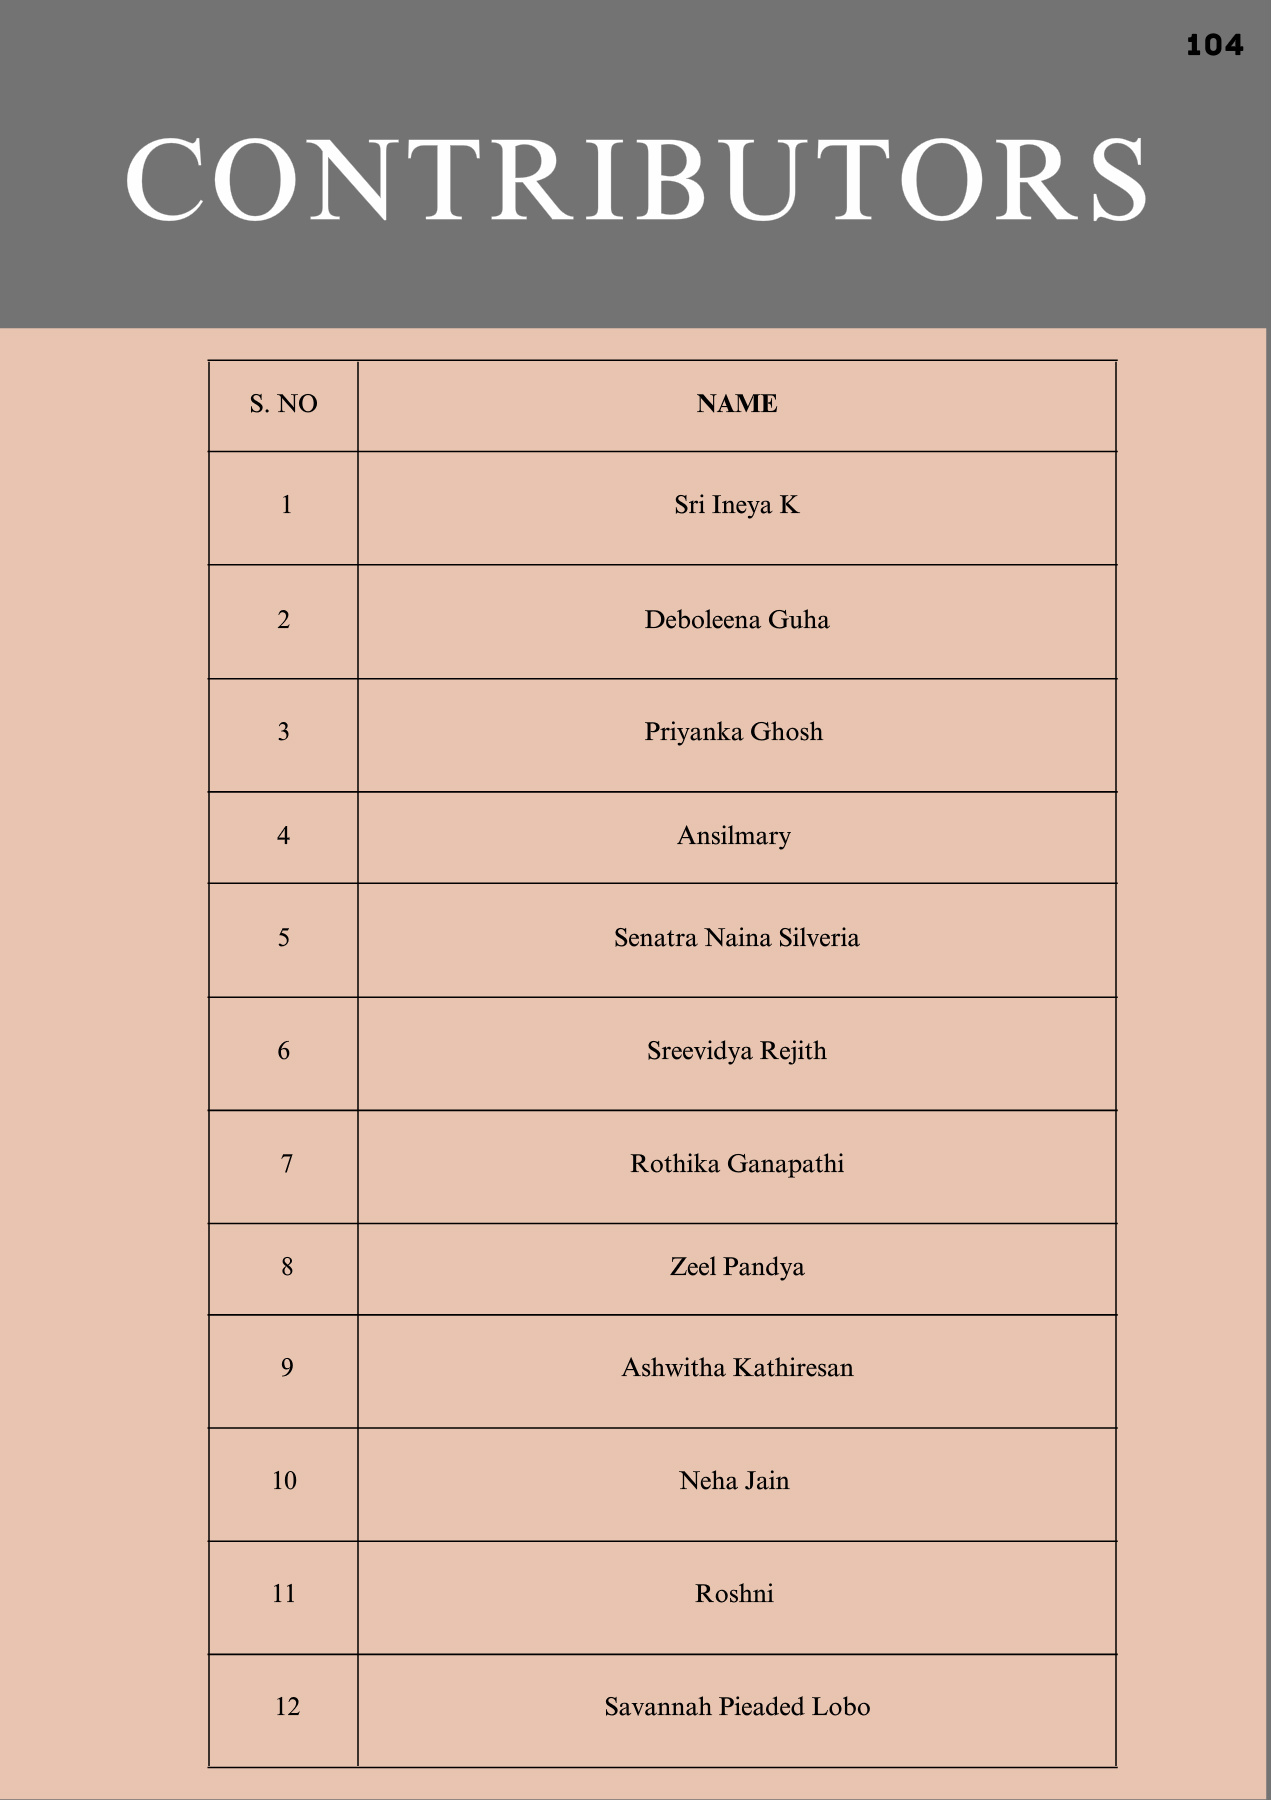 104
CONTRIBUTORS
S. NO NAME
1 Sri Ineya K
2 Deboleena Guha
3 Priyanka Ghosh
4 Ansilmary
5 Senatra Naina Silveria
6 Sreevidya Rejith
7 Rothika Ganapathi
8 Zeel Pandya
9 Ashwitha Kathiresan
10 Neha Jain
11 Roshni
12 Savannah Pieaded Lobo